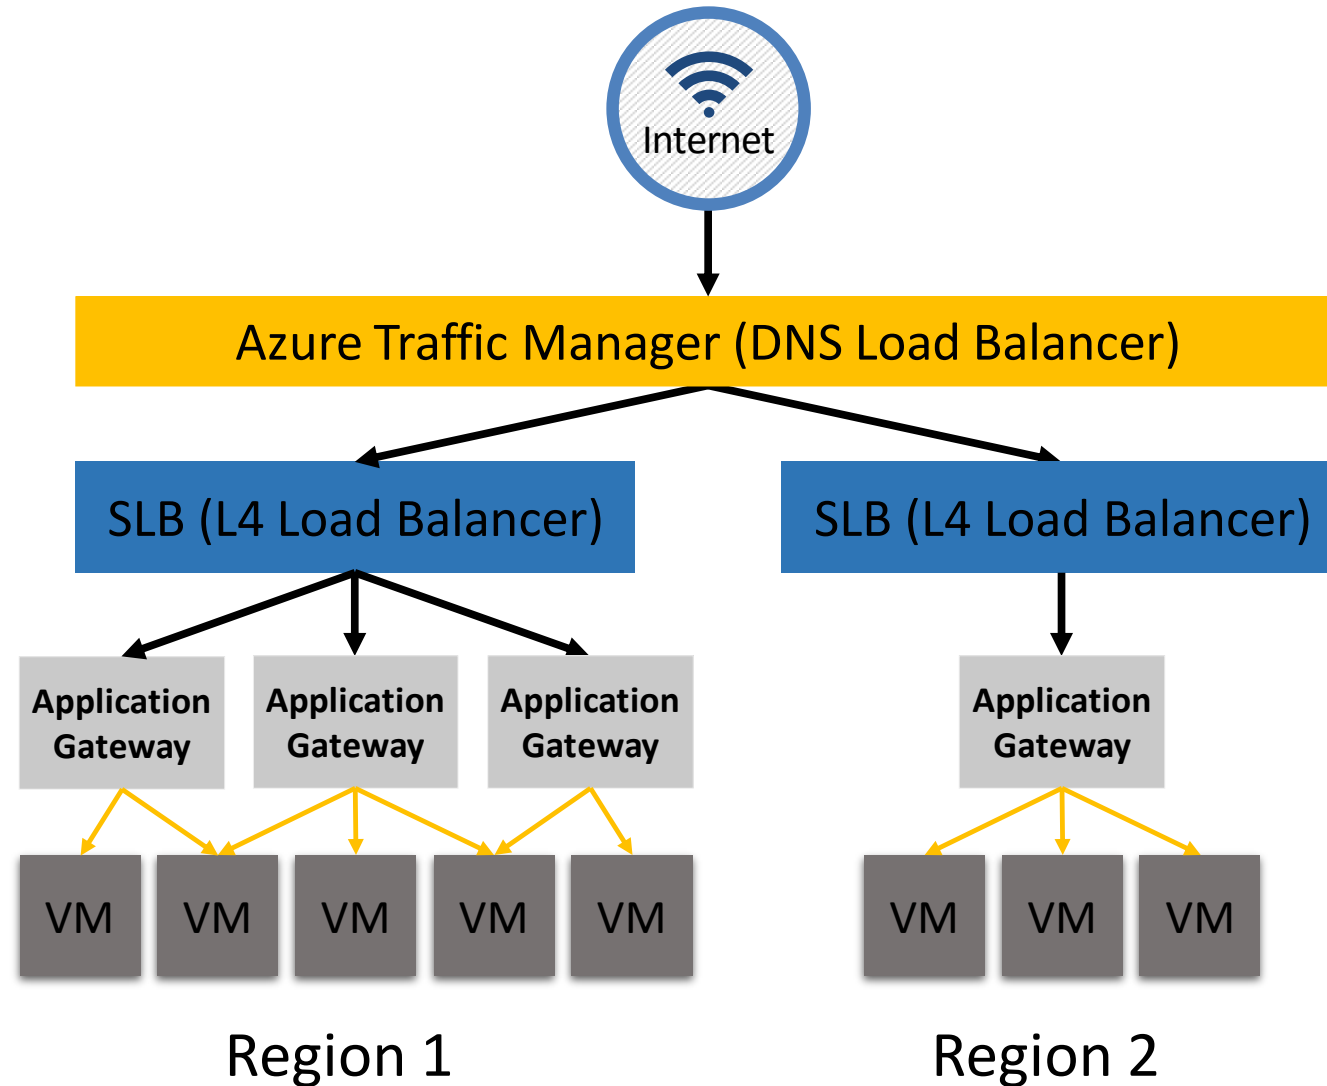 Internet
Azure Traffic Manager (DNS Load Balancer)
SLB (L4 Load Balancer)
SLB (L4 Load Balancer)
Application
Gateway
Application
Gateway
Application
Gateway
Application
Gateway
VM
VM
VM
VM
VM
VM
VM
VM
Region 1
Region 2